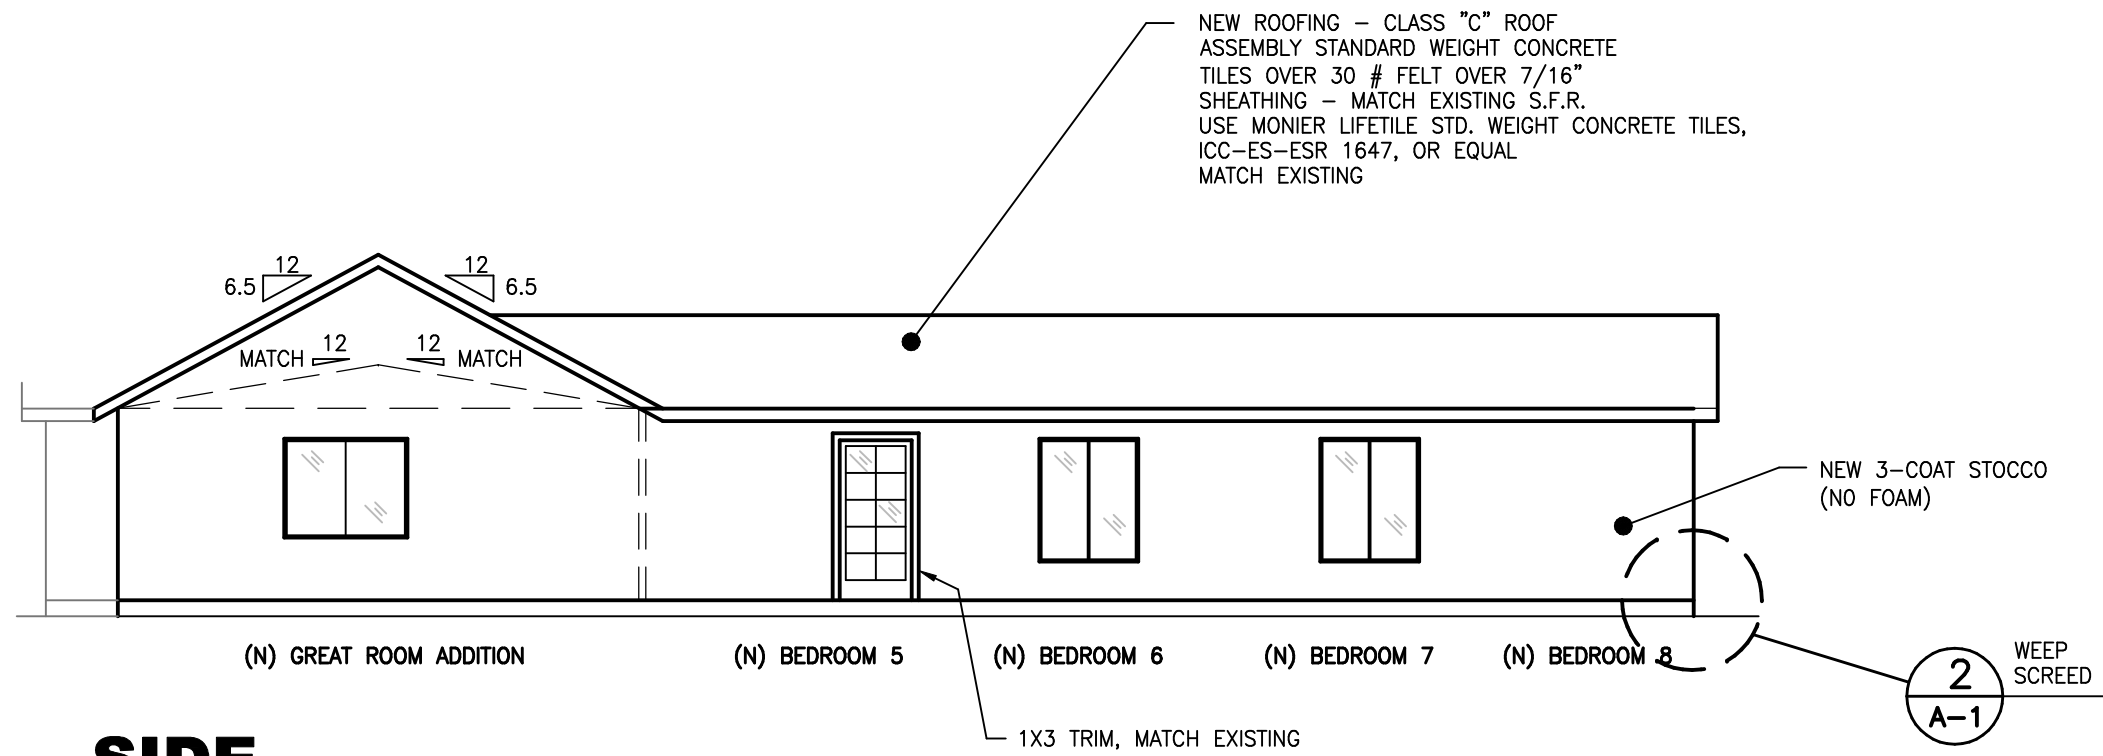 NEW ROOFING – CLASS "C" ROOF
ASSEMBLY STANDARD WEIGHT CONCRETE
TILES OVER 30 # FELT OVER 7/16"
SHEATHING – MATCH EXISTING S.F.R.
USE MONIER LIFETILE STD. WEIGHT CONCRETE TILES,
ICC–ES–ESR 1647, OR EQUAL
MATCH EXISTING
12
6.5
12
6.5
MATCH
12
12
MATCH
NEW 3–COAT STOCCO
(NO FOAM)
(N) GREAT ROOM ADDITION
(N) BEDROOM 5
(N) BEDROOM 6
(N) BEDROOM 7
(N) BEDROOM 8
2
A–1
WEEP
SCREED
1X3 TRIM, MATCH EXISTING
SIDE